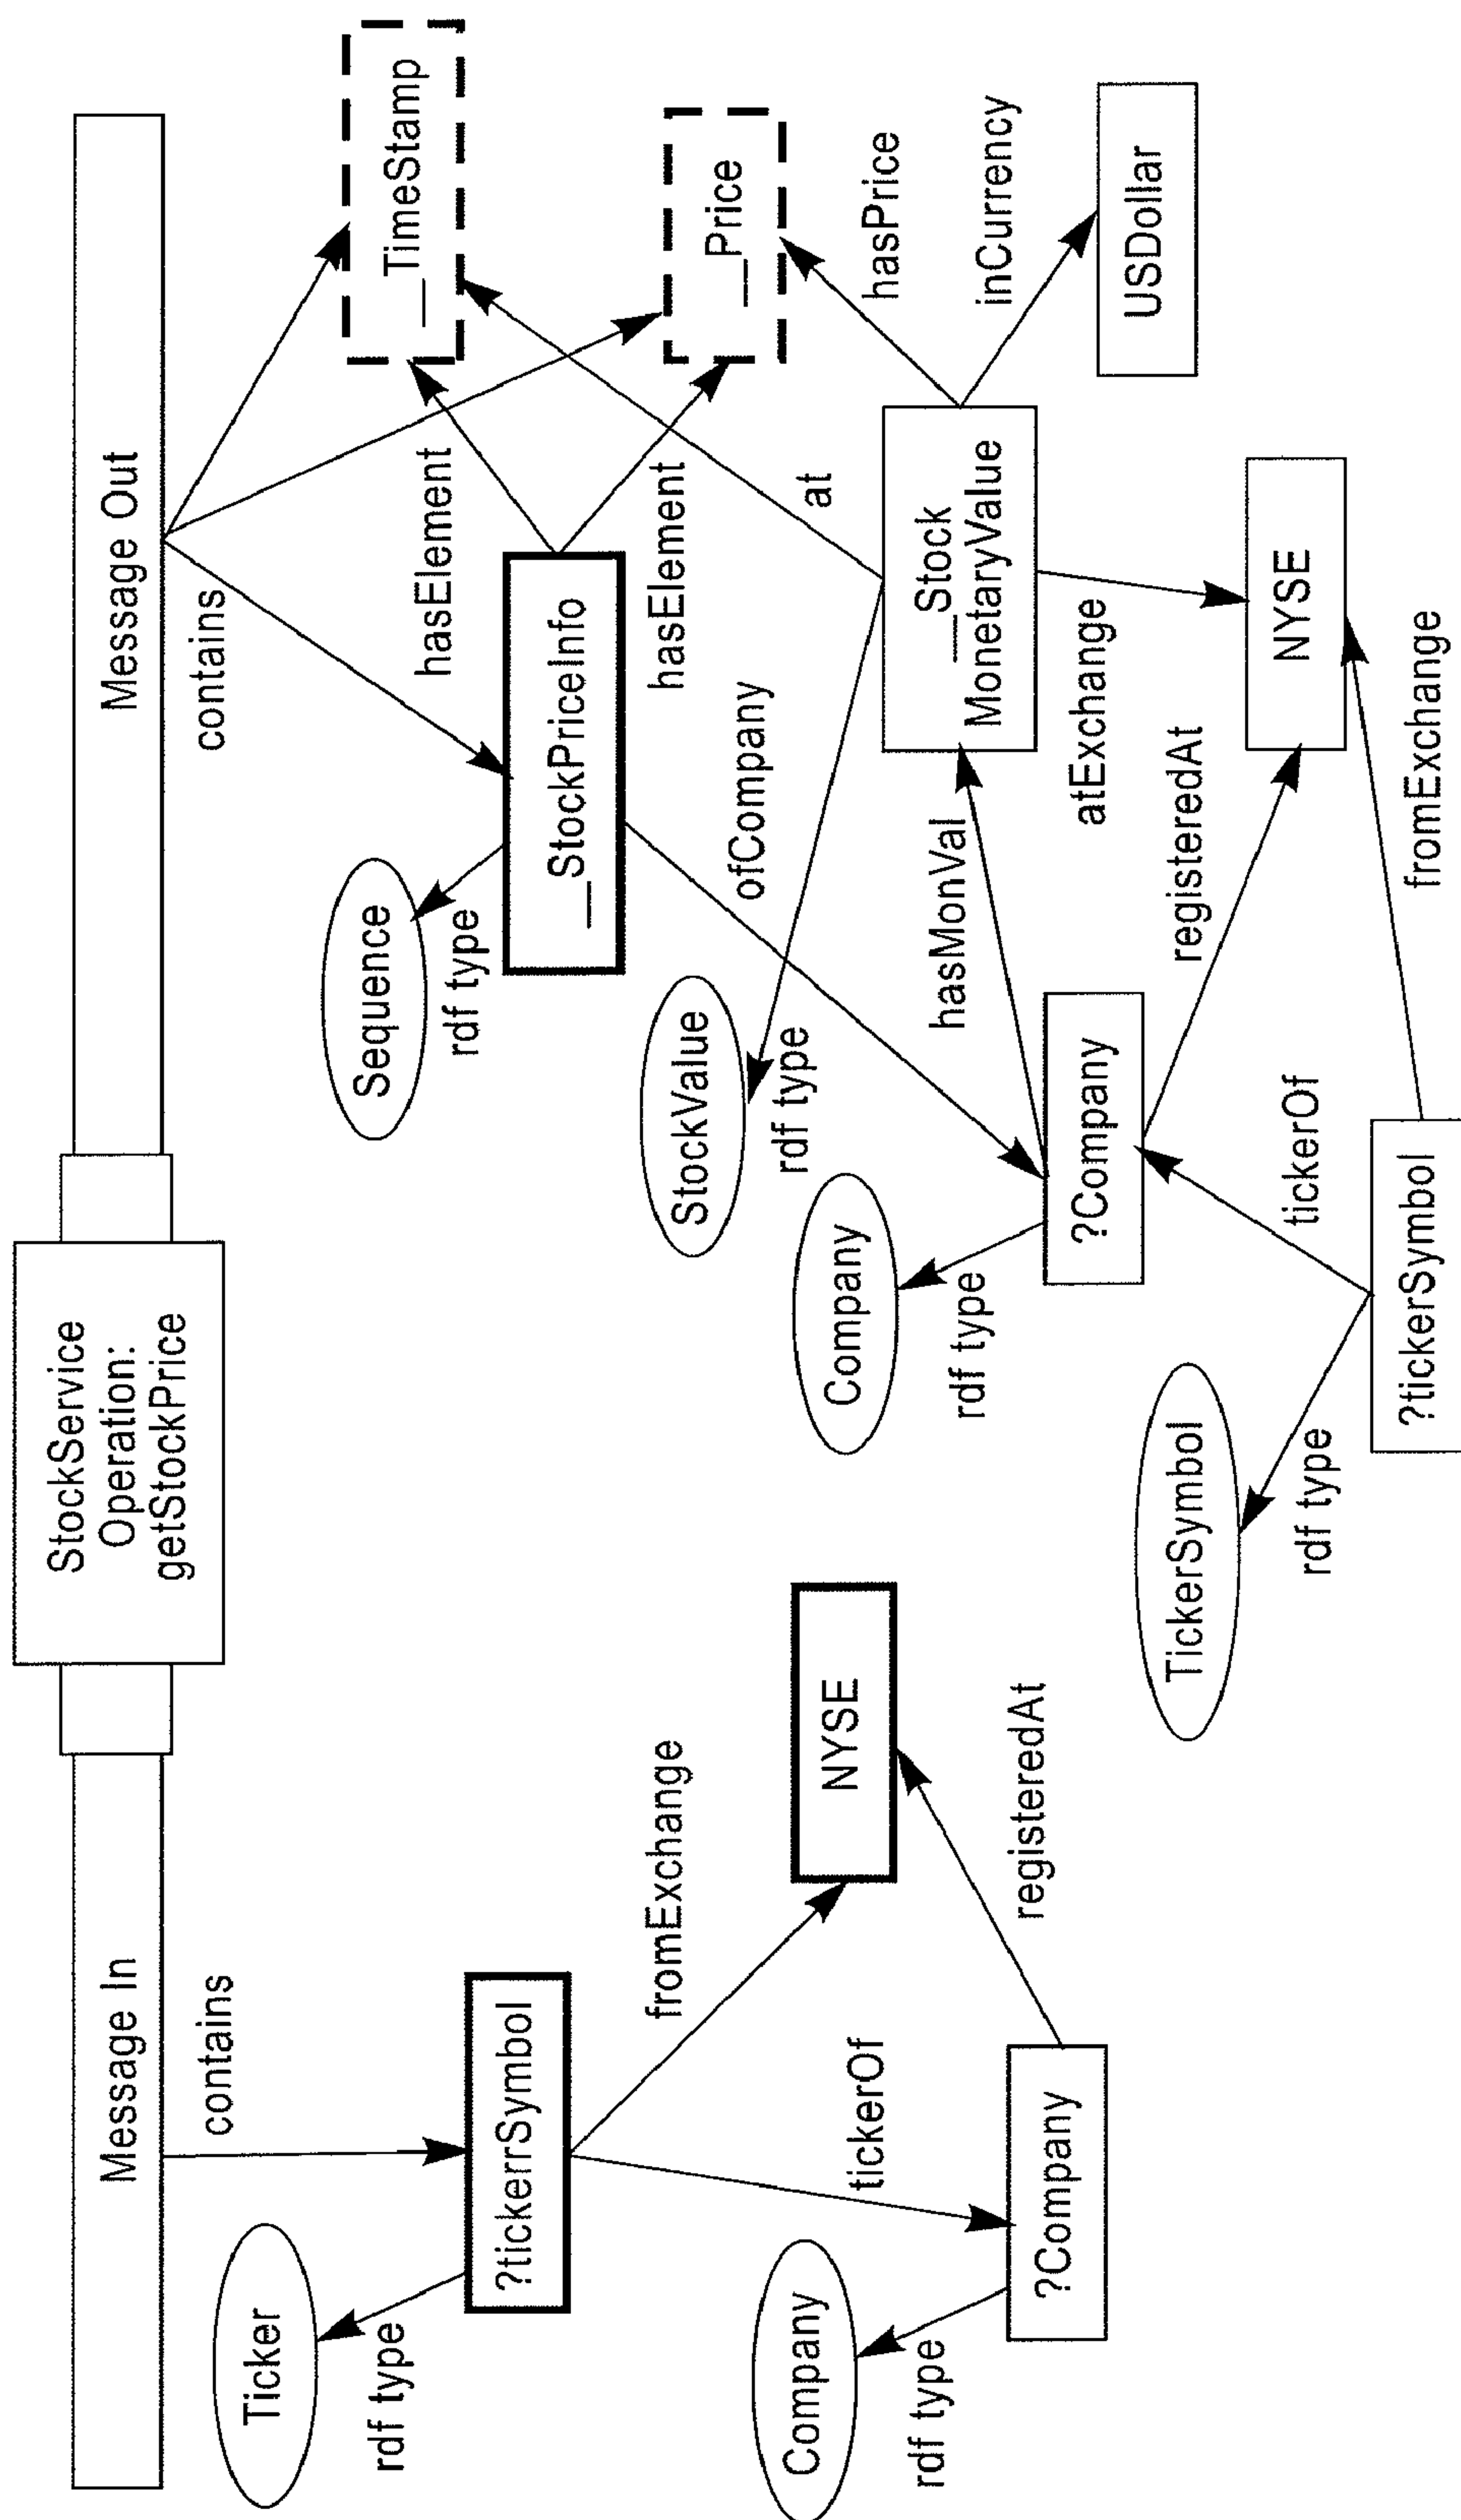 Message In
StockService
Operation:
getStockPrice
Message Out
contains
Ticker
rdf type
?tickerrSymbol
fromExchange
NYSE
tickerOf
Company
rdf type
?Company
registeredAt
contains
__TimeStamp
Sequence
rdf type
hasElement
__StockPriceInfo
hasElement
__Price
StockValue
rdf type
ofCompany
at
hasPrice
Company
rdf type
hasMonVal
__Stock
MonetaryValue
inCurrency
USDollar
?Company
atExchange
registeredAt
NYSE
TickerSymbol
rdf type
tickerOf
fromExchange
?tickerSymbol